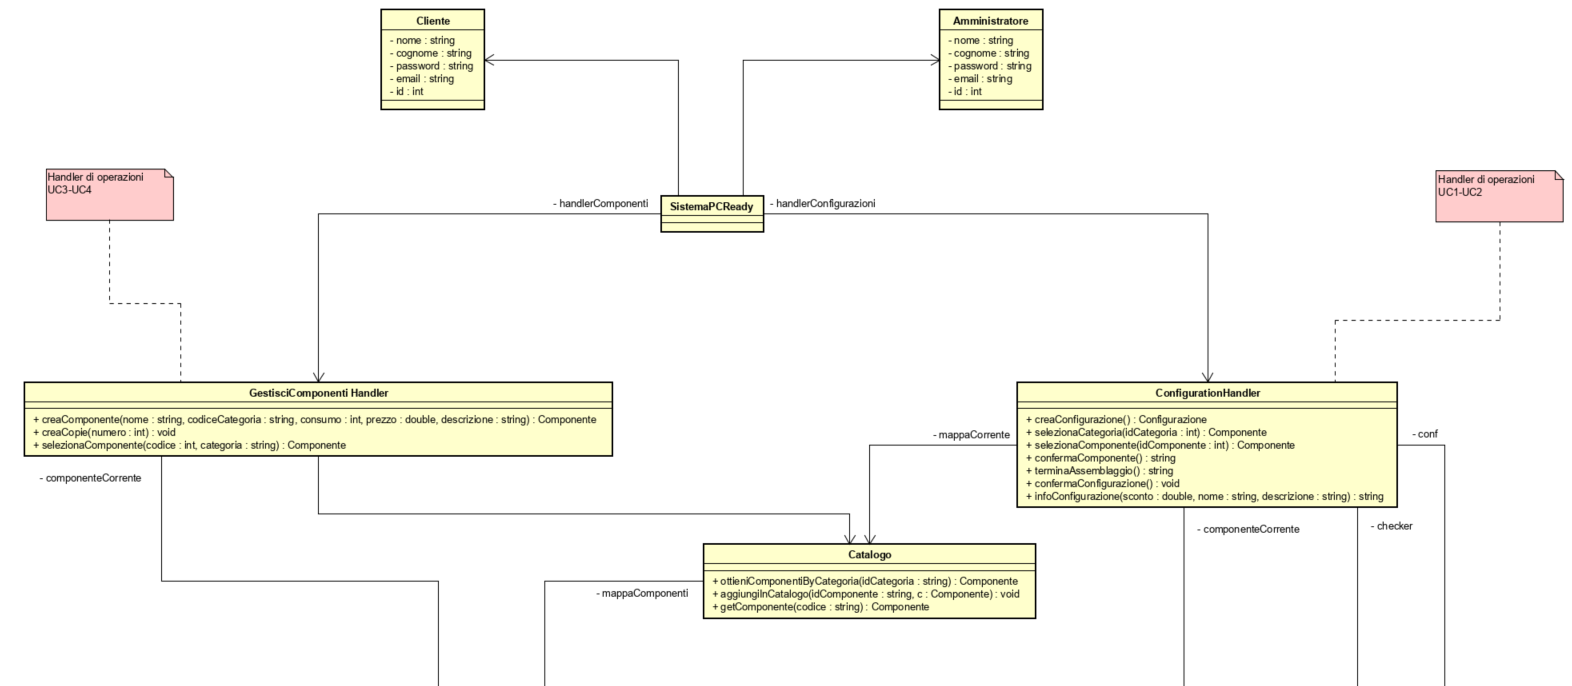 Cliente
- nome : string
- cognome : string
- password : string
- email : string
- id : int
Amministratore
- nome : string
- cognome : string
- password : string
- email : string
- id : int
Handler di operazioni
UC3-UC4
Handler di operazioni
UC1-UC2
- handlerComponenti
SistemaPCReady
- handlerConfigurazioni
GestisciComponenti Handler
+ creaComponente(nome : string, codiceCategoria : string, consumo : int, prezzo : double, descrizione : string) : Componente
+ creaCopie(numero : int) : void
+ selezionaComponente(codice : int, categoria : string) : Componente
ConfigurationHandler
+ creaConfigurazione() : Configurazione
+ selezionaCategoria(idCategoria : int) : Componente
+ selezionaComponente(idComponente : int) : Componente
+ confermaComponente() : string
+ terminaAssemblaggio() : string
+ confermaConfigurazione() : void
+ infoConfigurazione(sconto : double, nome : string, descrizione : string) : string
- mappaCorrente
- conf
- componenteCorrente
- componenteCorrente
- checker
Catalogo
+ ottieniComponentiByCategoria(idCategoria : string) : Componente
+ aggiungiInCatalogo(idComponente : string, c : Componente) : void
+ getComponente(codice : string) : Componente
- mappaComponenti